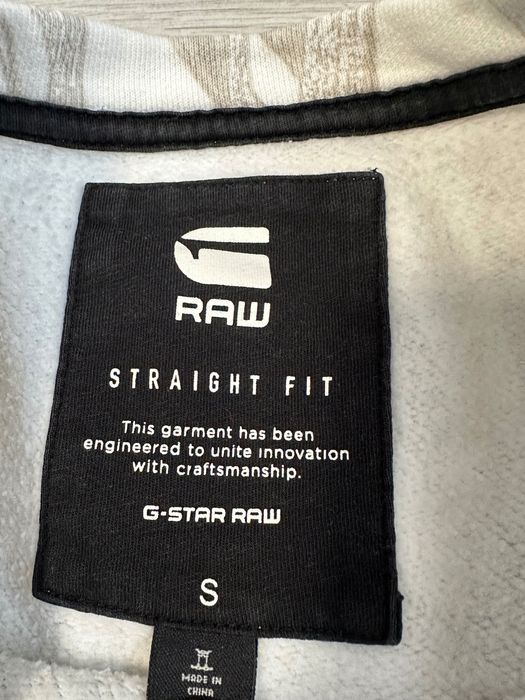 RAW
STRAIGHT FIT
This garment has been
engineered to unite innovation
with craftsmanship.
G-STAR RAW
S
MADE IN
CHINA